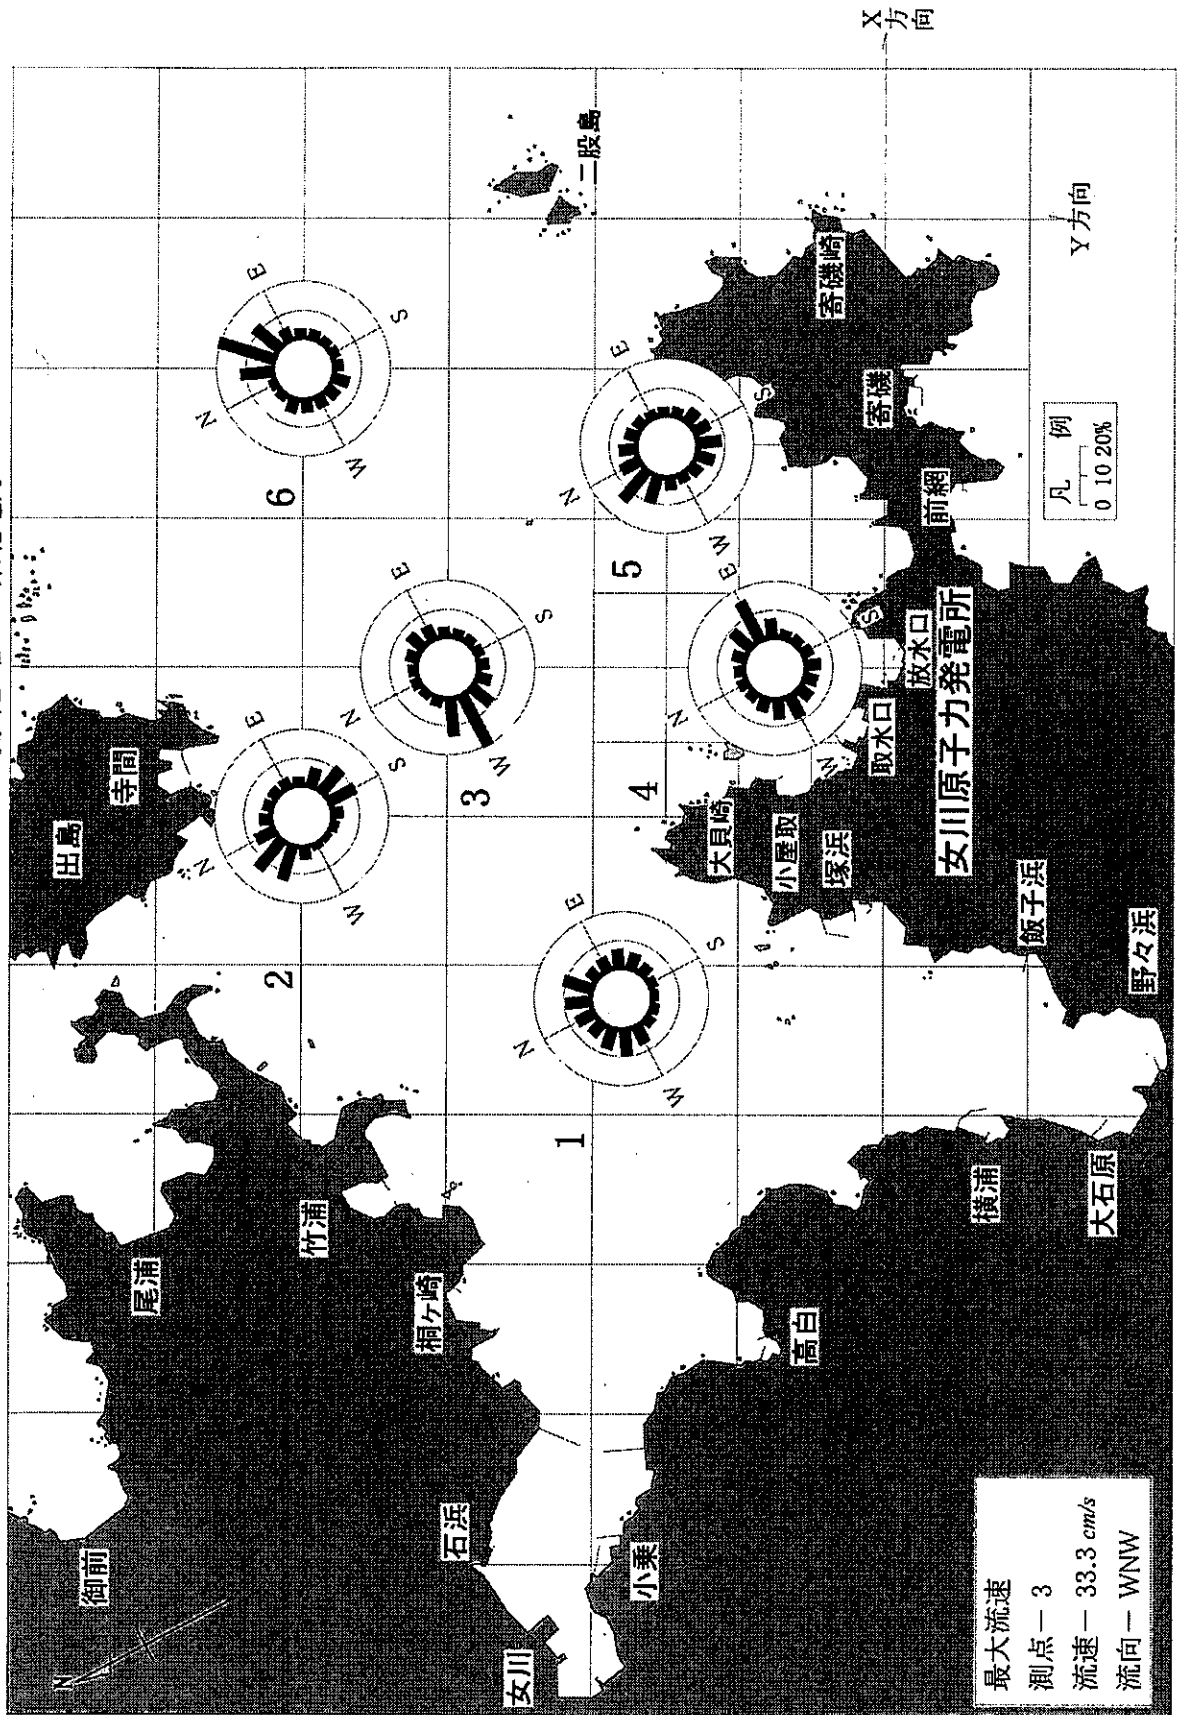 X方向
Y方向
二股島
寄磯崎
寄磯
前網
凡 例
0 10 20%
6
N
E
S
W
5
N
E
S
W
3
N
E
S
W
4
N
E
S
W
2
N
E
S
W
1
N
E
S
W
出島
寺間
放水口
取水口
女川原子力発電所
大貝崎
小屋取
塚浜
飯子浜
野々浜
横浦
大石原
高白
尾浦
竹浦
桐ヶ崎
石浜
小乗
女川
御前
N
最大流速
測点－3
流速－33.3 cm/s
流向－WNW